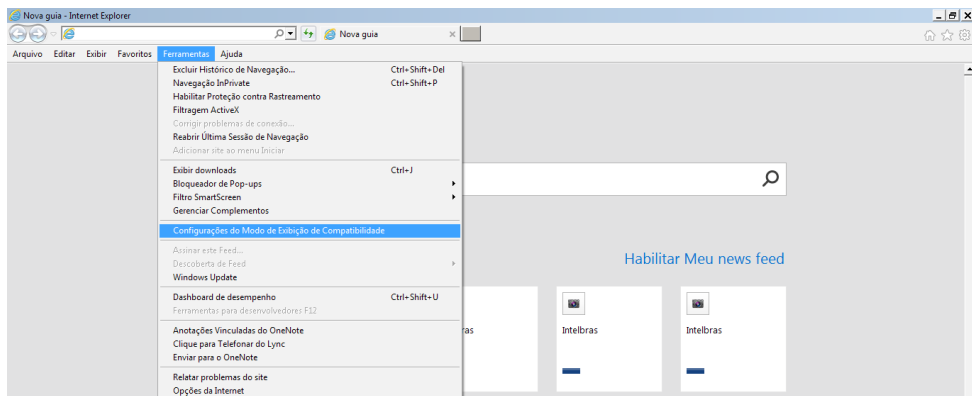 Nova guia - Internet Explorer
Nova guia
Arquivo Editar Exibir Favoritos Ferramentas Ajuda
Excluir Histórico de Navegação... Ctrl+Shift+Del
Navegação InPrivate Ctrl+Shift+P
Habilitar Proteção contra Rastreamento
Filtragem ActiveX
Corrigir problemas de conexão...
Reabrir Última Sessão de Navegação
Adicionar site ao menu Iniciar
Exibir downloads Ctrl+J
Bloqueador de Pop-ups
Filtro SmartScreen
Gerenciar Complementos
Configurações do Modo de Exibição de Compatibilidade
Assinar este Feed...
Descoberta de Feed
Windows Update
Dashboard de desempenho Ctrl+Shift+U
Ferramentas para desenvolvedores F12
Anotações Vinculadas do OneNote
Clique para Telefonar do Lync
Enviar para o OneNote
Relatar problemas do site
Opções da Internet
Habilitar Meu news feed
ras
Intelbras
Intelbras